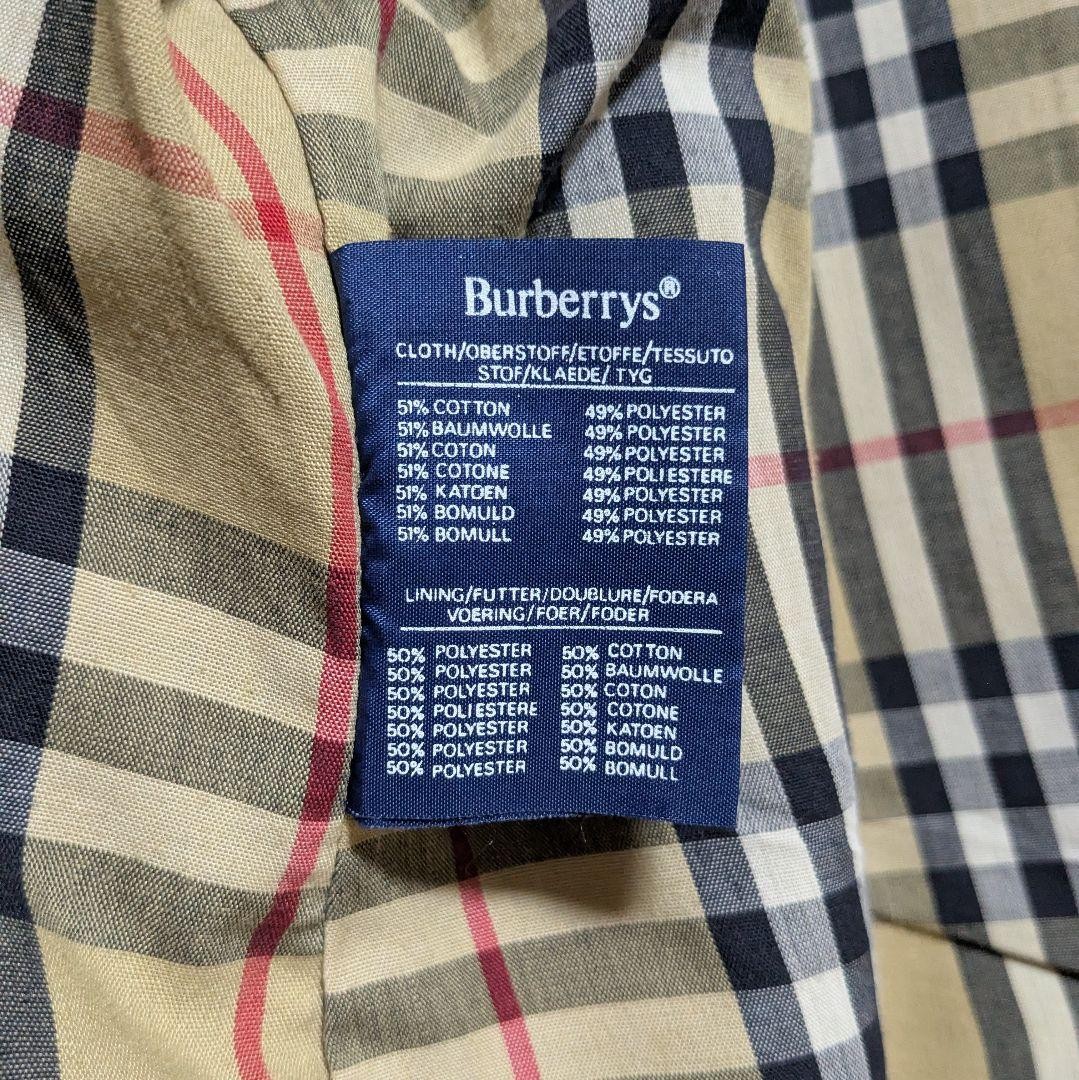 Burberrys®
CLOTH/OBERSTOFF/ETOFFE/TESSUTO
STOF/KLAEDE/ TYG
51% COTTON 49% POLYESTER
51% BAUMWOLLE 49% POLYESTER
51% COTON 49% POLYESTER
51% COTONE 49% POLIESTERE
51% KATOEN 49% POLYESTER
51% BOMULD 49% POLYESTER
51% BOMULL 49% POLYESTER
LINING/FUTTER/DOUBLURE/FODERA
VOERING/FOER/FODER
50% POLYESTER 50% COTTON
50% POLYESTER 50% BAUMWOLLE
50% POLYESTER 50% COTON
50% POLIESTERE 50% COTONE
50% POLYESTER 50% KATOEN
50% POLYESTER 50% BOMULD
50% POLYESTER 50% BOMULL